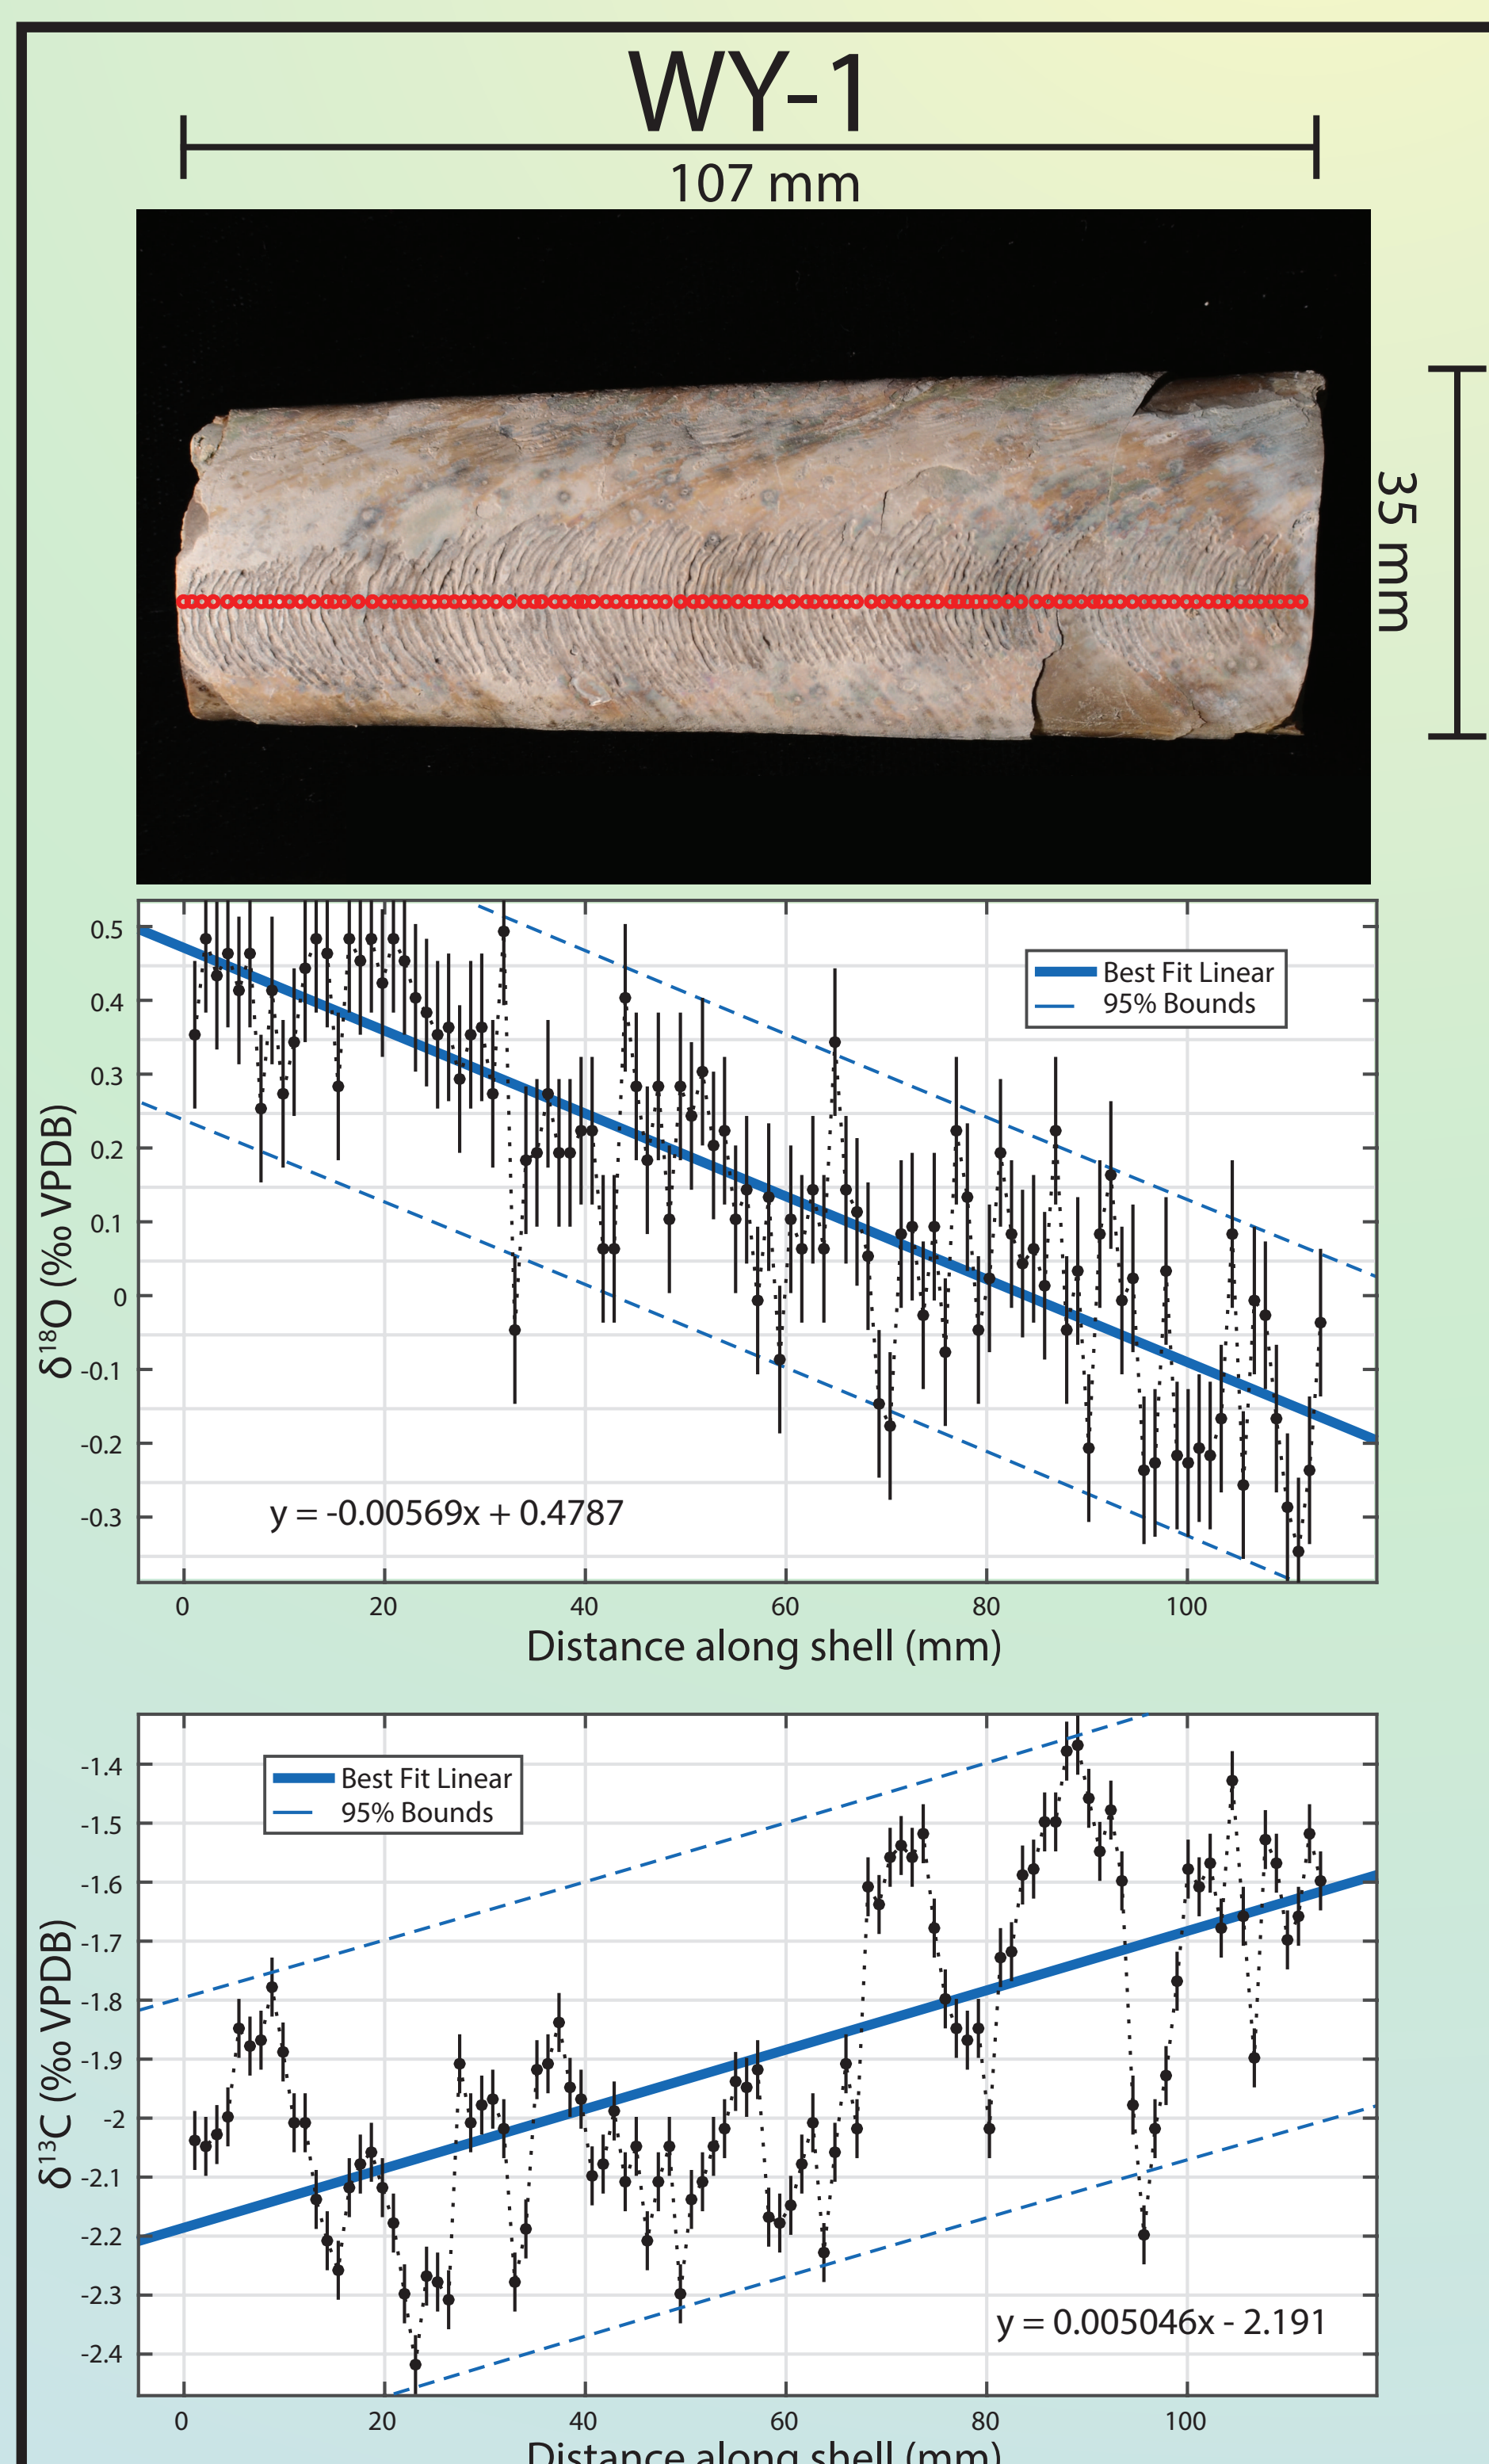 WY-1
107 mm
35 mm
0.5
0.4
0.3
0.2
0.1
0
-0.1
-0.2
-0.3
δ¹⁸O (‰ VPDB)
Best Fit Linear
95% Bounds
y = -0.00569x + 0.4787
0 20 40 60 80 100
Distance along shell (mm)
-1.4
-1.5
-1.6
-1.7
-1.8
-1.9
-2
-2.1
-2.2
-2.3
-2.4
δ¹³C (‰ VPDB)
Best Fit Linear
95% Bounds
y = 0.005046x - 2.191
0 20 40 60 80 100
Distance along shell (mm)